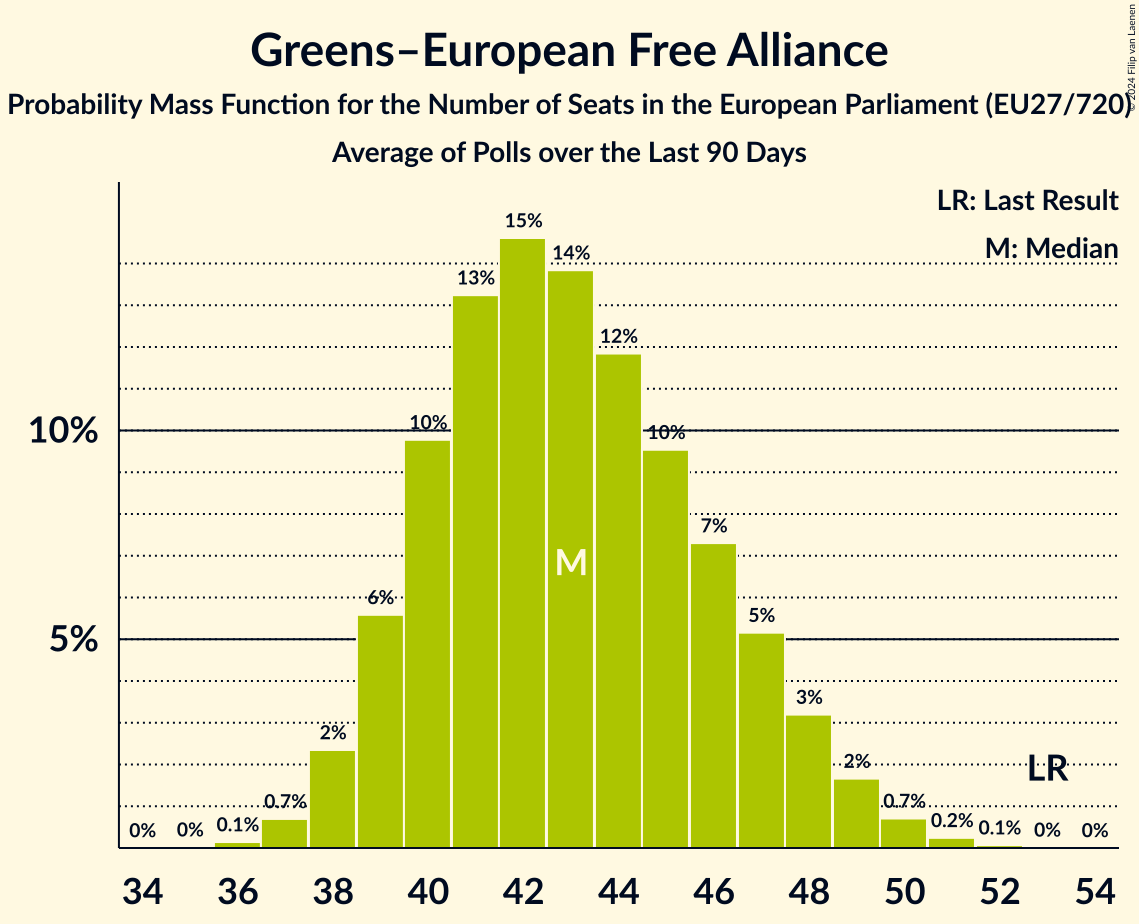 Greens–European Free Alliance
Probability Mass Function for the Number of Seats in the European Parliament (EU27/720)
Average of Polls over the Last 90 Days
© 2024 Filip van Laenen
LR: Last Result
M: Median
10%
5%
0%
0%
0.1%
0.7%
2%
6%
10%
13%
15%
14%
12%
10%
7%
5%
3%
2%
0.7%
0.2%
0.1%
0%
0%
M
LR
34 36 38 40 42 44 46 48 50 52 54